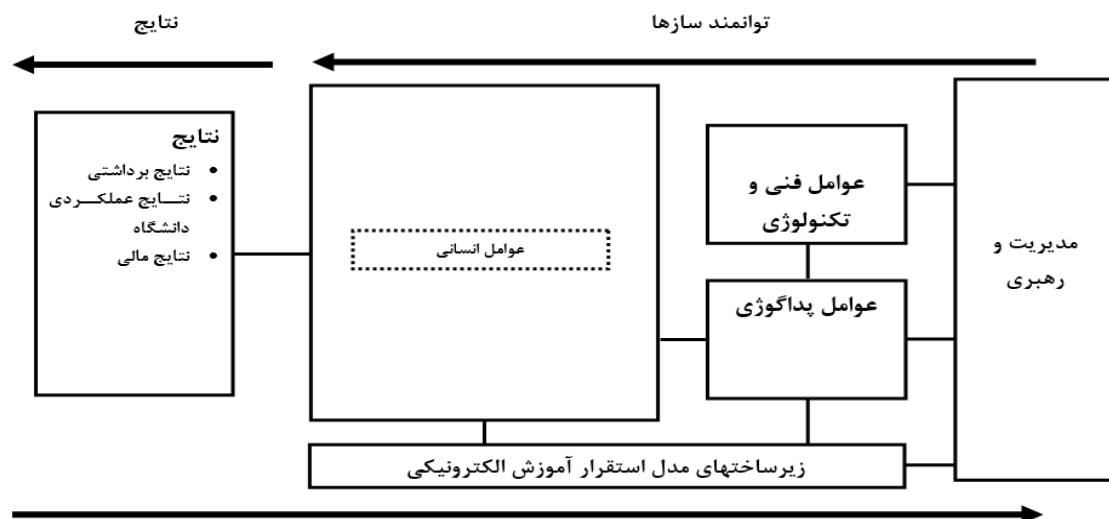 توانمند سازها
نتایج
مدیریت و
رهبری
عوامل فنی و
تکنولوژی
عوامل پداگوژی
عوامل انسانی
زیرساختهای مدل استقرار آموزش الکترونیکی
نتایج
• نتایج برداشتی
• نتـــایج عملکـــردی
دانشگاه
• نتایج مالی